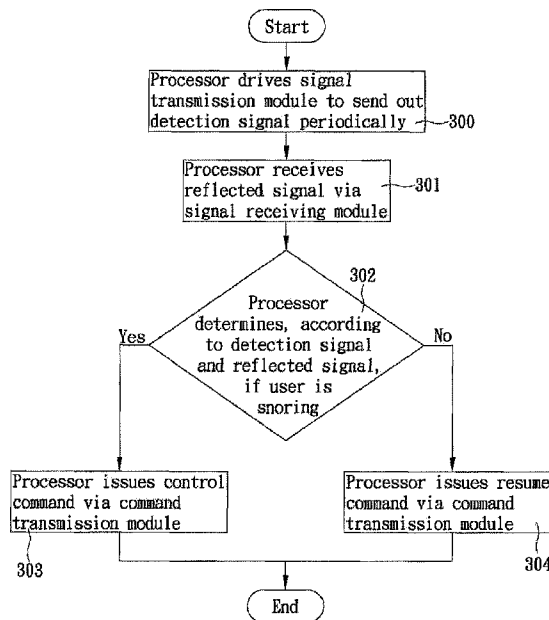 Start
Processor drives signal
transmission module to send out
detection signal periodically
300
Processor receives
reflected signal via
signal receiving module
301
302
Processor
determines, according
to detection signal
and reflected signal,
if user is
snoring
Yes
No
Processor issues control
command via command
transmission module
303
Processor issues resume
command via command
transmission module
304
End